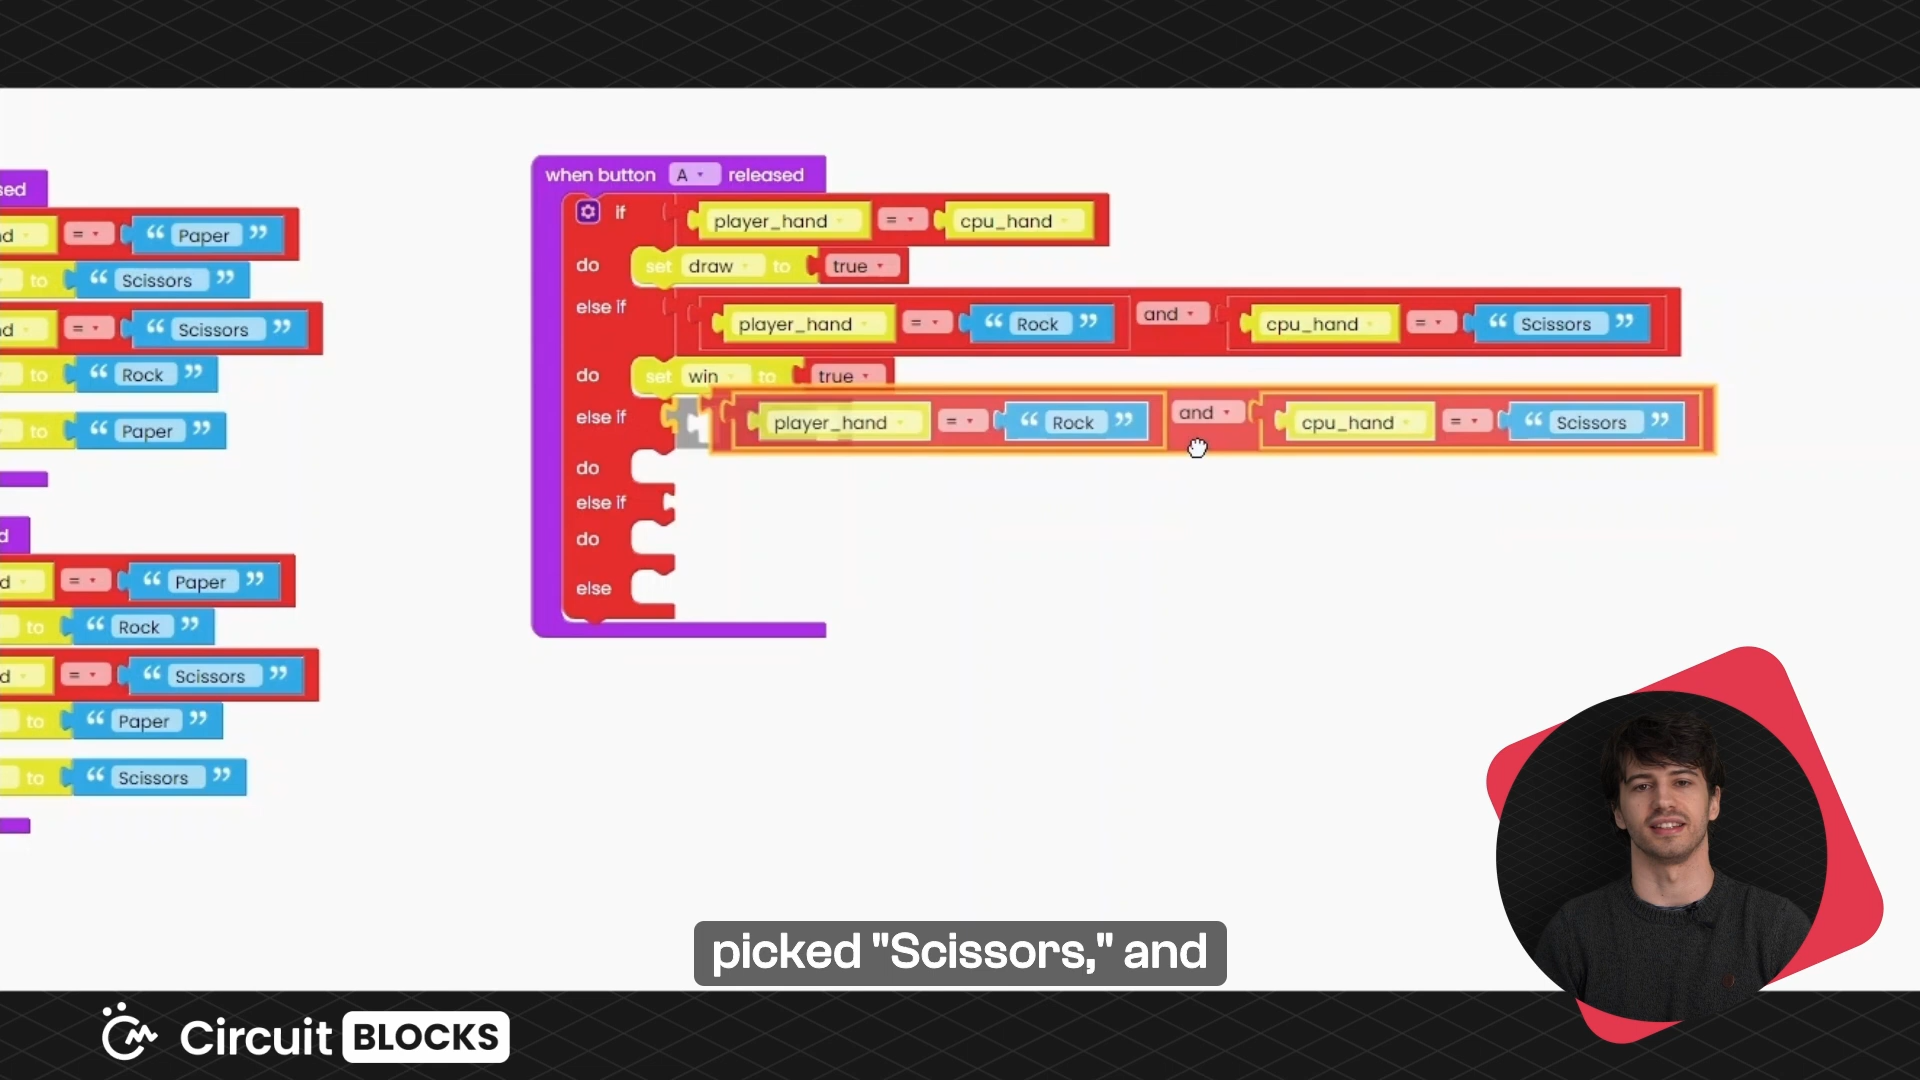 sed
d = “ Paper ”
to “ Scissors ”
d = “ Scissors ”
to “ Rock ”
to “ Paper ”
d
d = “ Paper ”
to “ Rock ”
d = “ Scissors ”
to “ Paper ”
to “ Scissors ”
when button A released
if player_hand = cpu_hand
do set draw to true
else if player_hand = “ Rock ” and cpu_hand = “ Scissors ”
do set win to true
else if player_hand = “ Rock ” and cpu_hand = “ Scissors ”
do
else if
do
else
picked "Scissors," and
Circuit BLOCKS